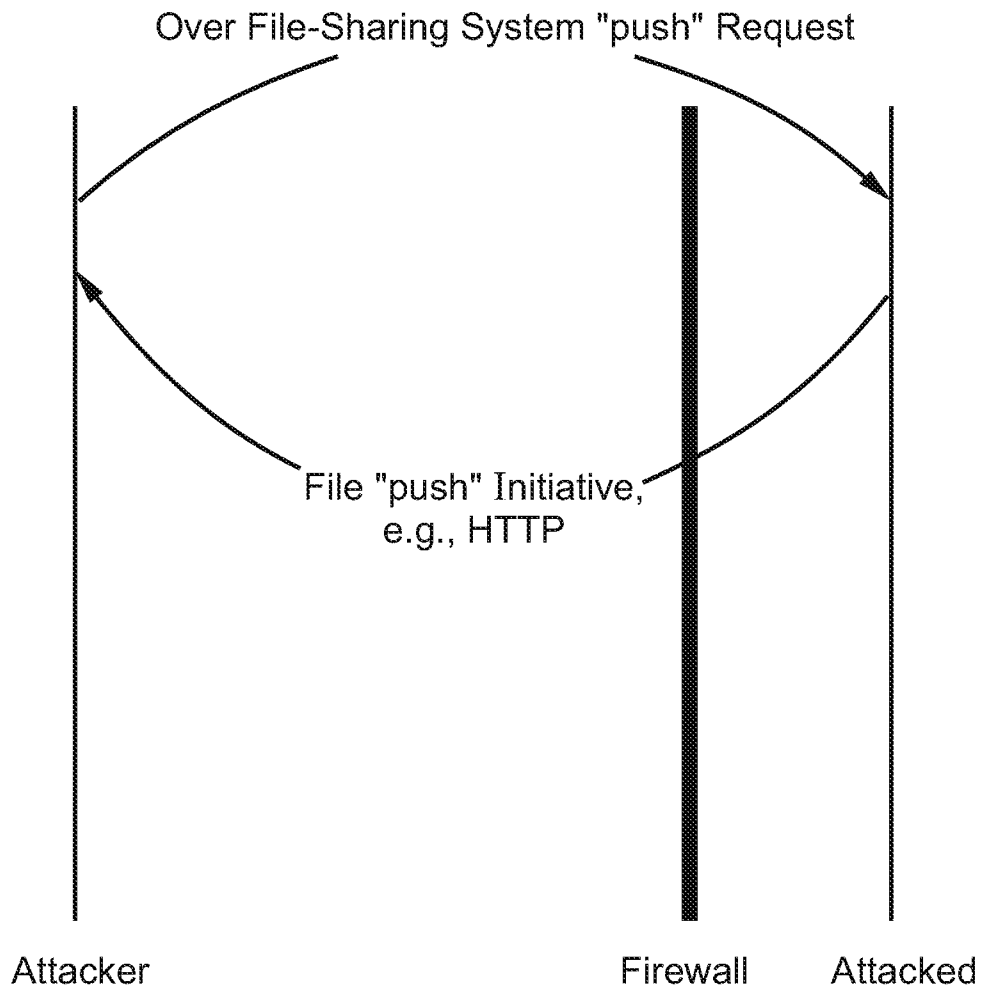 Over File-Sharing System "push" Request
File "push" Initiative,
e.g., HTTP
Attacker
Firewall
Attacked